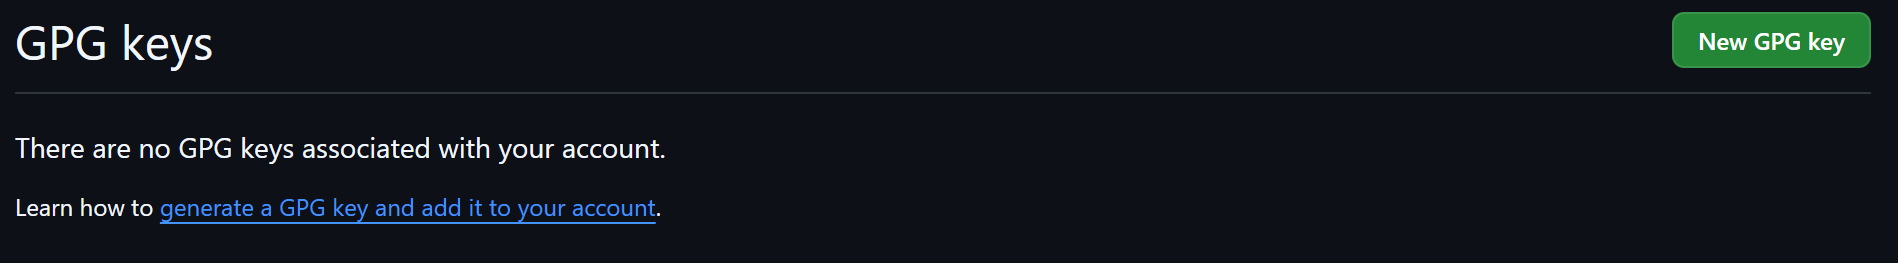 GPG keys
New GPG key
There are no GPG keys associated with your account.
Learn how to generate a GPG key and add it to your account.